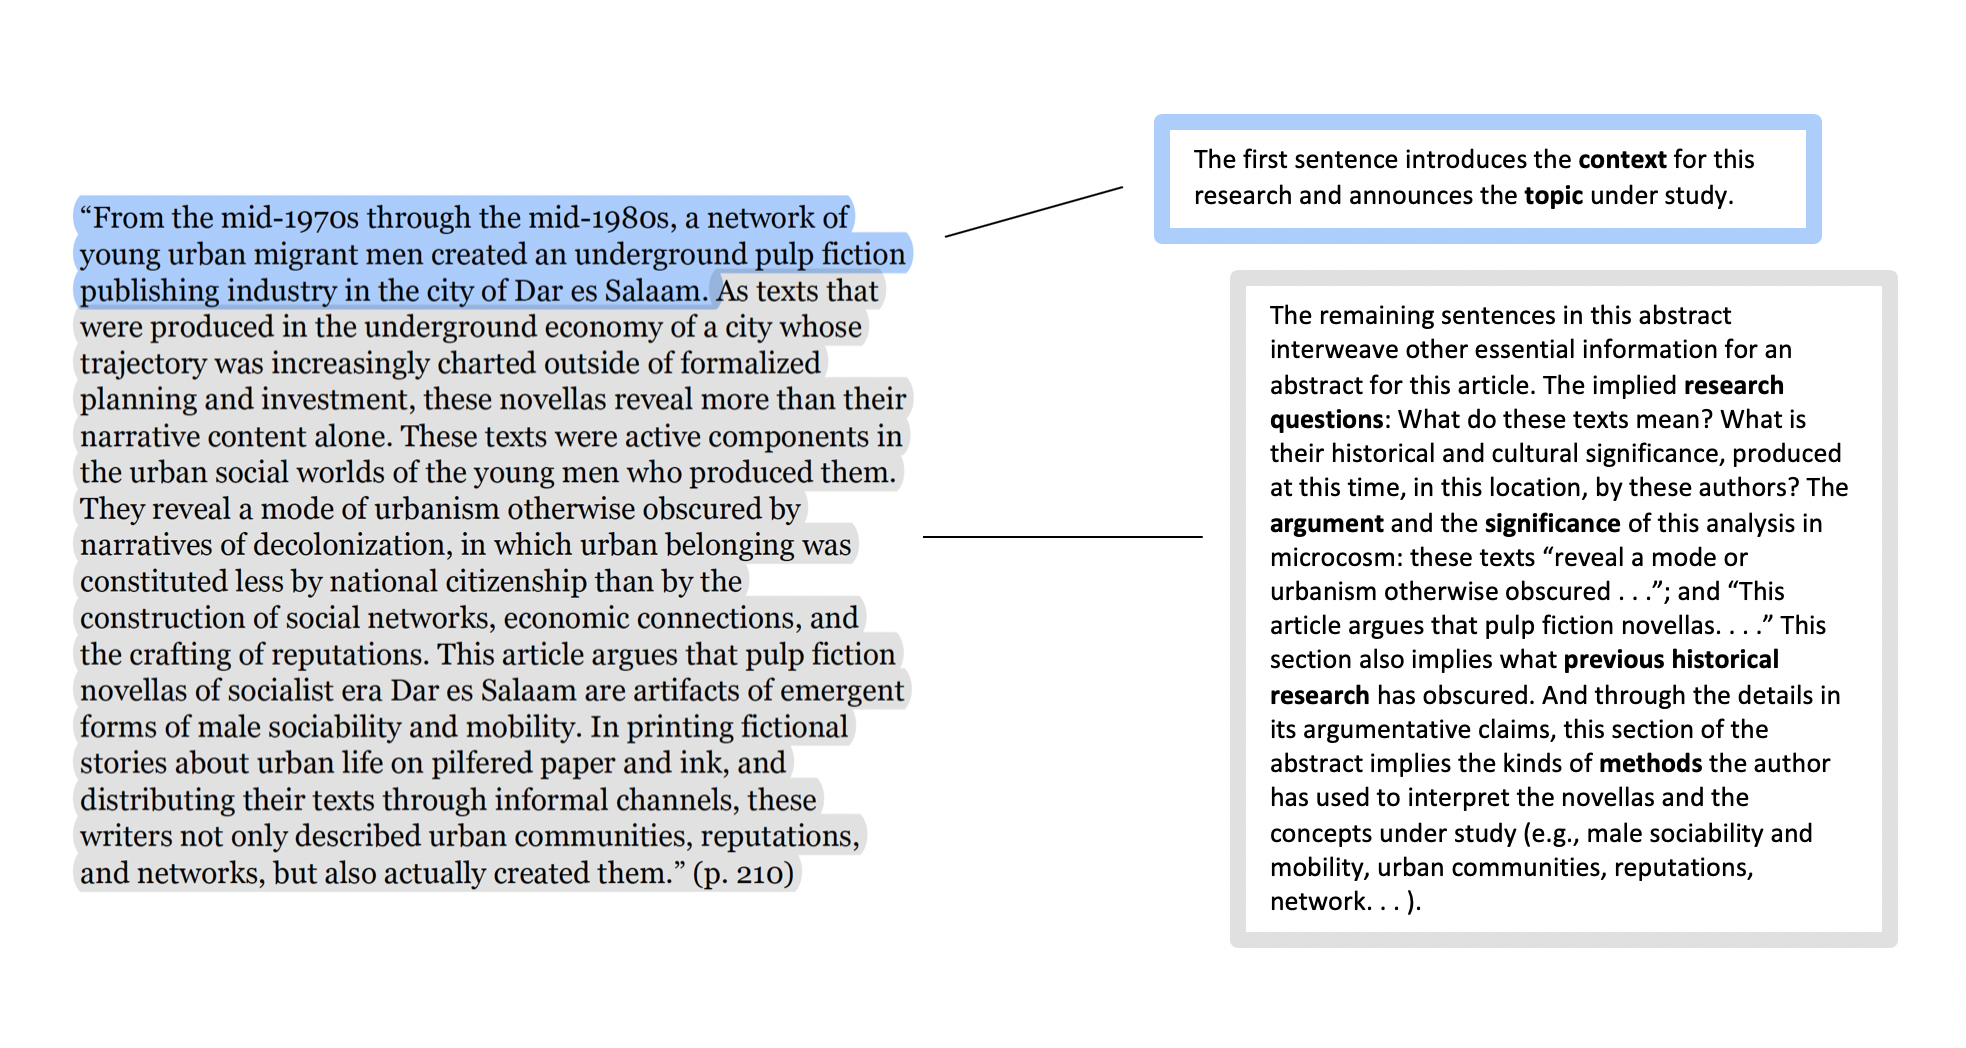 “From the mid-1970s through the mid-1980s, a network of
young urban migrant men created an underground pulp fiction
publishing industry in the city of Dar es Salaam. As texts that
were produced in the underground economy of a city whose
trajectory was increasingly charted outside of formalized
planning and investment, these novellas reveal more than their
narrative content alone. These texts were active components in
the urban social worlds of the young men who produced them.
They reveal a mode of urbanism otherwise obscured by
narratives of decolonization, in which urban belonging was
constituted less by national citizenship than by the
construction of social networks, economic connections, and
the crafting of reputations. This article argues that pulp fiction
novellas of socialist era Dar es Salaam are artifacts of emergent
forms of male sociability and mobility. In printing fictional
stories about urban life on pilfered paper and ink, and
distributing their texts through informal channels, these
writers not only described urban communities, reputations,
and networks, but also actually created them.” (p. 210)
The first sentence introduces the context for this
research and announces the topic under study.
The remaining sentences in this abstract
interweave other essential information for an
abstract for this article. The implied research
questions: What do these texts mean? What is
their historical and cultural significance, produced
at this time, in this location, by these authors? The
argument and the significance of this analysis in
microcosm: these texts “reveal a mode or
urbanism otherwise obscured . . .”; and “This
article argues that pulp fiction novellas. . . .” This
section also implies what previous historical
research has obscured. And through the details in
its argumentative claims, this section of the
abstract implies the kinds of methods the author
has used to interpret the novellas and the
concepts under study (e.g., male sociability and
mobility, urban communities, reputations,
network. . . ).